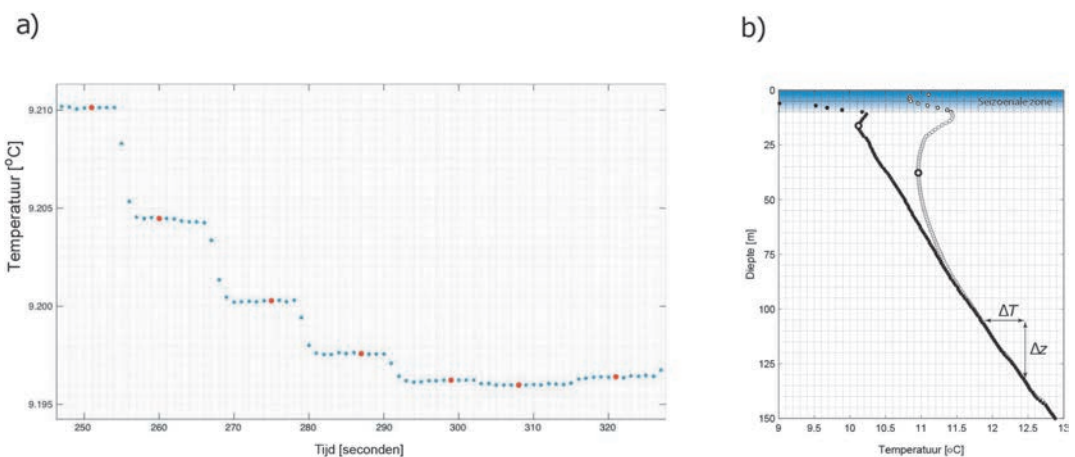 a)
Temperatuur [°C]
9.210
9.205
9.200
9.195
250 260 270 280 290 300 310 320
Tijd [seconden]
b)
Diepte [m]
0
25
50
75
100
125
150
Seizoenale zone
ΔT
Δz
9 9.5 10 10.5 11 11.5 12 12.5 13
Temperatuur [oC]